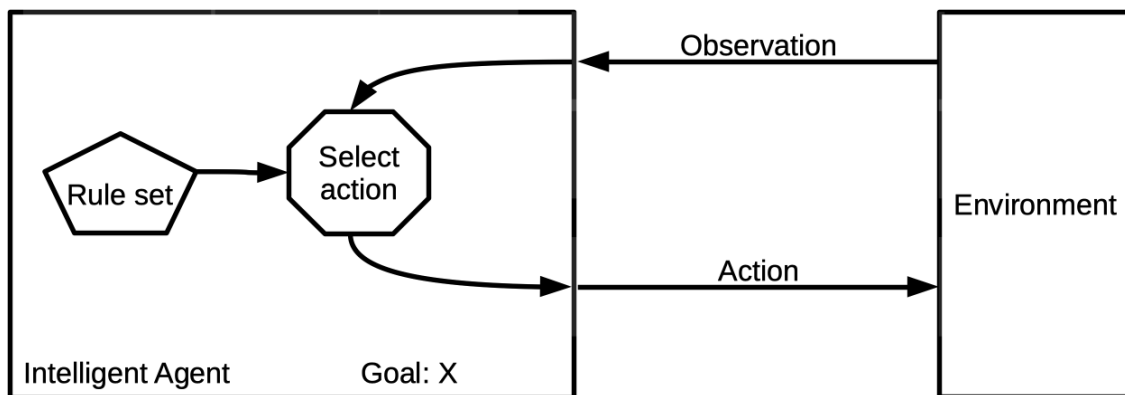 Observation
Select
action
Rule set
Environment
Action
Intelligent Agent
Goal: X